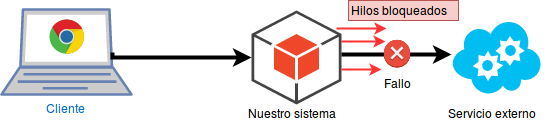 Hilos bloqueados
Cliente
Nuestro sistema
Fallo
Servicio externo